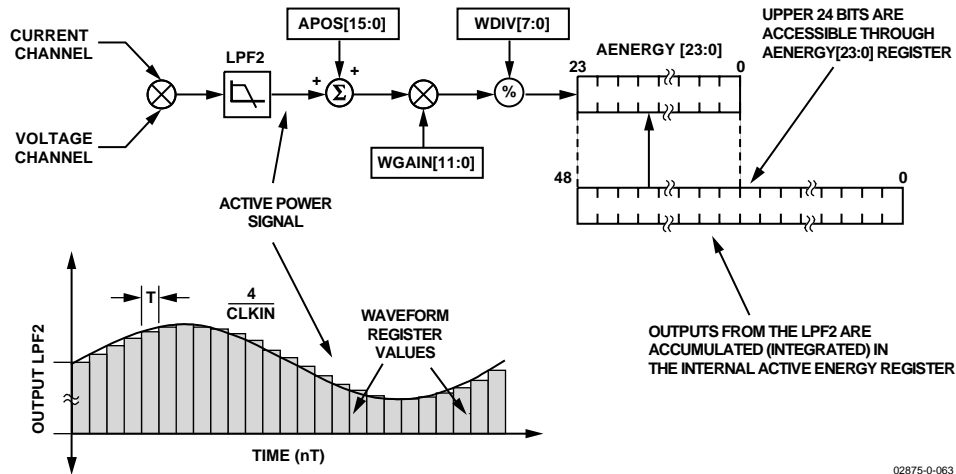 APOS[15:0]
WDIV[7:0]
UPPER 24 BITS ARE
ACCESSIBLE THROUGH
AENERGY[23:0] REGISTER
CURRENT
CHANNEL
LPF2
AENERGY [23:0]
23
0
+
+
Σ
%
VOLTAGE
CHANNEL
WGAIN[11:0]
48
0
ACTIVE POWER
SIGNAL
T
4
CLKIN
WAVEFORM
REGISTER
VALUES
OUTPUTS FROM THE LPF2 ARE
ACCUMULATED (INTEGRATED) IN
THE INTERNAL ACTIVE ENERGY REGISTER
OUTPUT LPF2
TIME (nT)
02875-0-063